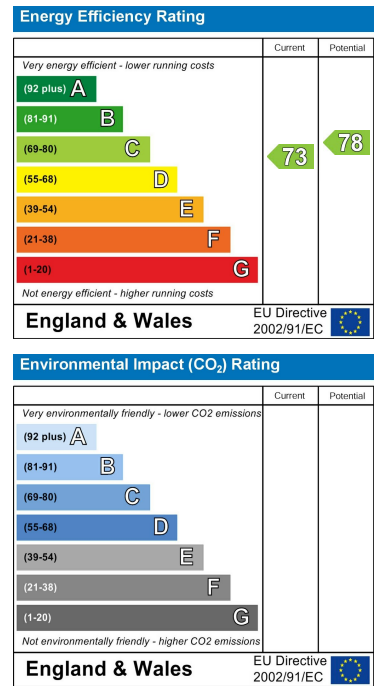 Energy Efficiency Rating
Current Potential
Very energy efficient - lower running costs
(92 plus) A
(81-91) B
(69-80) C
(55-68) D
(39-54) E
(21-38) F
(1-20) G
73
78
Not energy efficient - higher running costs
England & Wales
EU Directive
2002/91/EC
Environmental Impact (CO₂) Rating
Current Potential
Very environmentally friendly - lower CO2 emissions
(92 plus) A
(81-91) B
(69-80) C
(55-68) D
(39-54) E
(21-38) F
(1-20) G
Not environmentally friendly - higher CO2 emissions
England & Wales
EU Directive
2002/91/EC